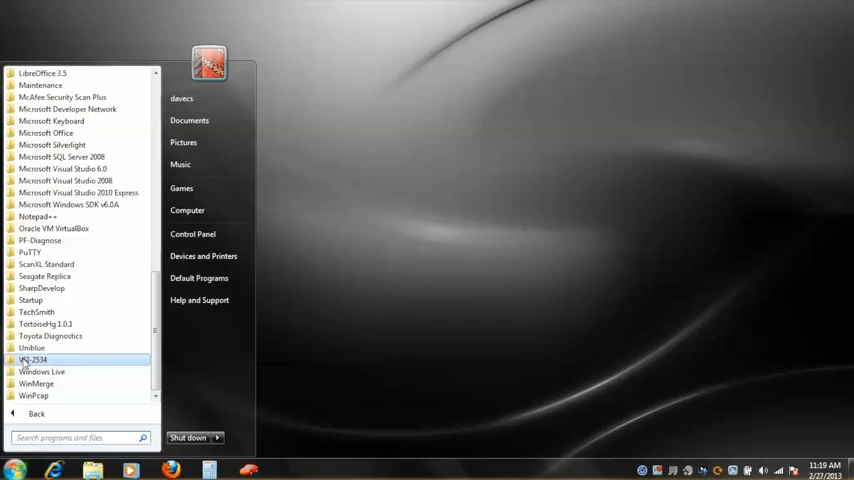 LibreOffice 3.5
Maintenance
McAfee Security Scan Plus
Microsoft Developer Network
Microsoft Keyboard
Microsoft Office
Microsoft Silverlight
Microsoft SQL Server 2008
Microsoft Visual Studio 6.0
Microsoft Visual Studio 2008
Microsoft Visual Studio 2010 Express
Microsoft Windows SDK v6.0A
Notepad++
Oracle VM VirtualBox
PF-Diagnose
PuTTY
ScanXL Standard
Seagate Replica
SharpDevelop
Startup
TechSmith
TortoiseHg 1.0.1
Toyota Diagnostics
Uniblue
-2534
Windows Live
WinMerge
WinPcap
Back
Search programs and files
davecs
Documents
Pictures
Music
Games
Computer
Control Panel
Devices and Printers
Default Programs
Help and Support
Shut down
11:19 AM
2/27/2013